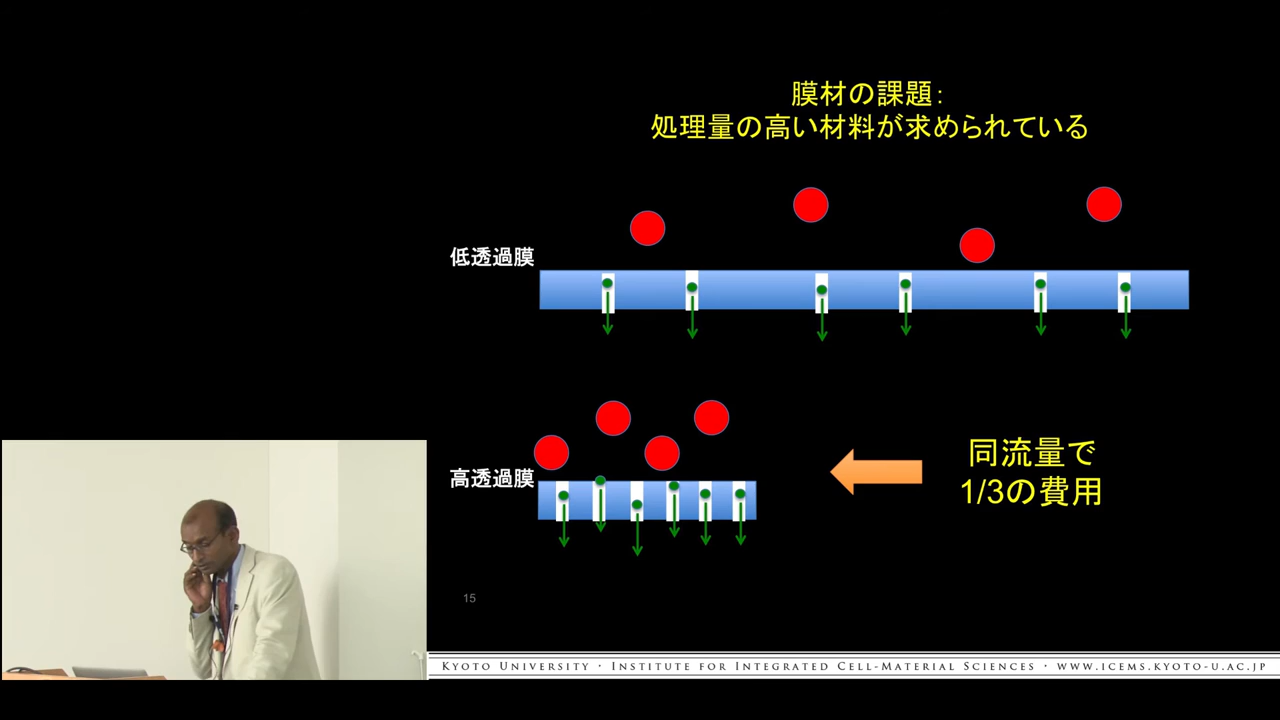 膜材の課題：
処理量の高い材料が求められている
低透過膜
高透過膜
同流量で
1/3の費用
15
KYOTO UNIVERSITY · INSTITUTE FOR INTEGRATED CELL-MATERIAL SCIENCES · WWW.ICEMS.KYOTO-U.AC.JP